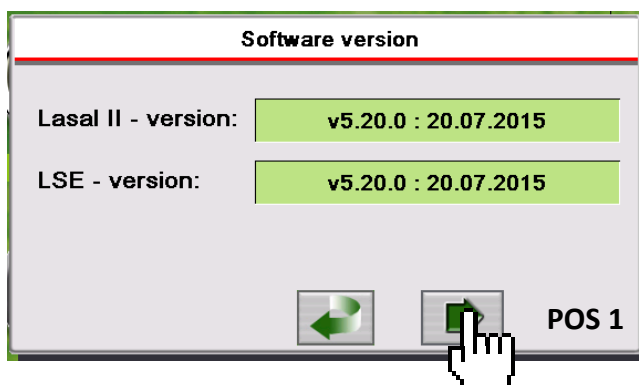 Software version
Lasal II - version: v5.20.0 : 20.07.2015
LSE - version: v5.20.0 : 20.07.2015
POS 1